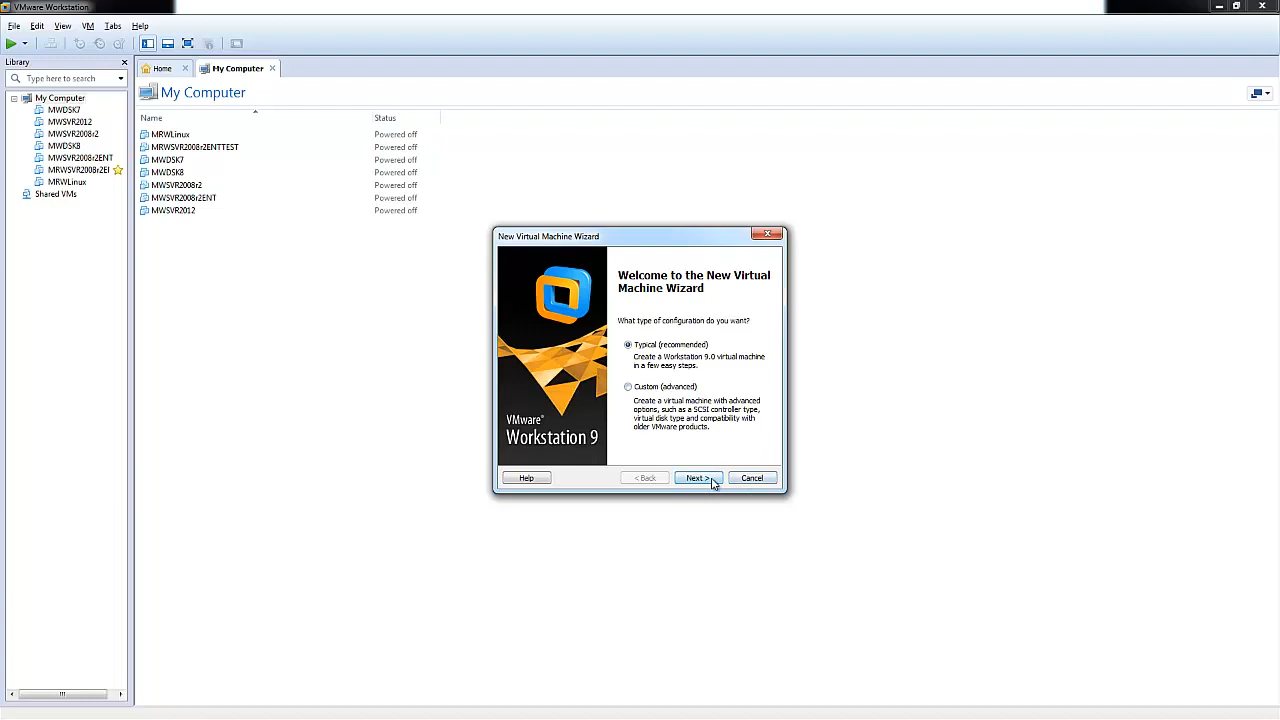 VMware Workstation
File Edit View VM Tabs Help
Library
Type here to search
My Computer
MWDSK7
MWSVR2012
MWSVR2008r2
MWDSK8
MWSVR2008r2ENT
MRWSVR2008r2EI
MRWLinux
Shared VMs
Home
My Computer
My Computer
Name Status
MRWLinux Powered off
MRWSVR2008r2ENTTEST Powered off
MWDSK7 Powered off
MWDSK8 Powered off
MWSVR2008r2 Powered off
MWSVR2008r2ENT Powered off
MWSVR2012 Powered off
New Virtual Machine Wizard
VMware®
Workstation 9
Welcome to the New Virtual
Machine Wizard
What type of configuration do you want?
Typical (recommended)
Create a Workstation 9.0 virtual machine
in a few easy steps.
Custom (advanced)
Create a virtual machine with advanced
options, such as a SCSI controller type,
virtual disk type and compatibility with
older VMware products.
Help < Back Next > Cancel